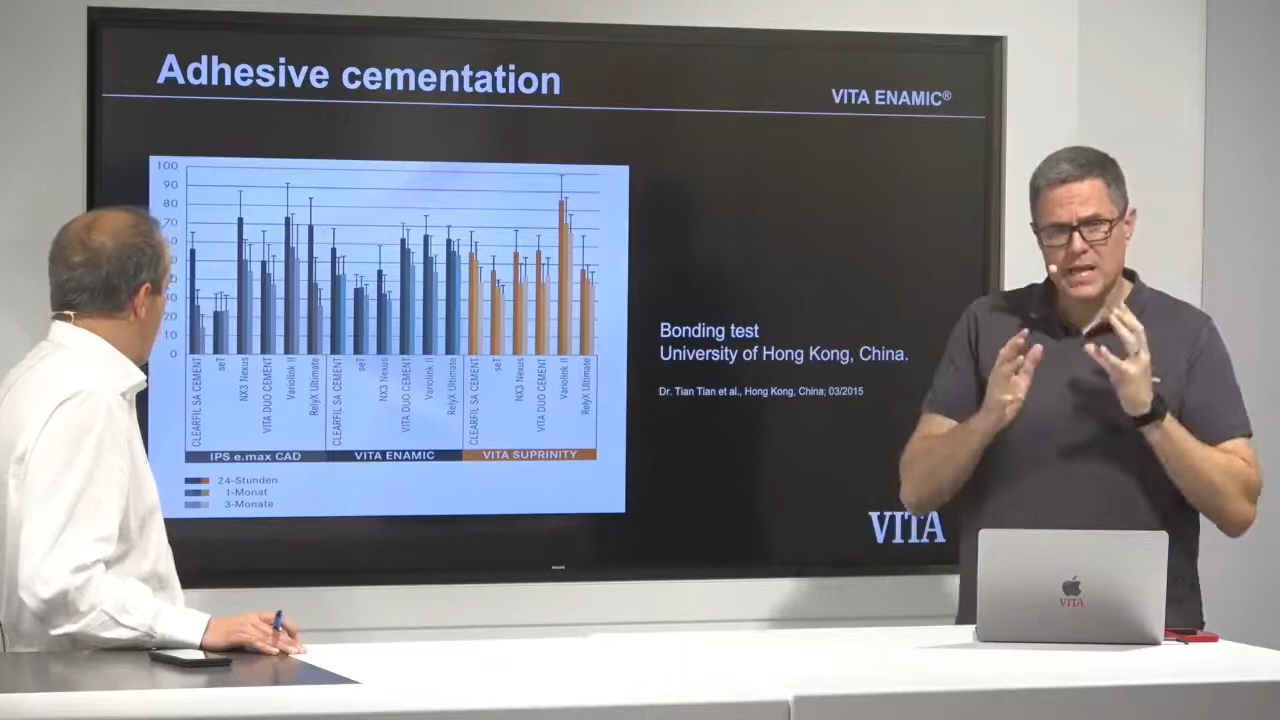 Adhesive cementation
VITA ENAMIC®
100
90
80
70
60
50
40
30
20
10
0
CLEARFIL SA CEMENT
seT
NX3 Nexus
VITA DUO CEMENT
Variolink II
RelyX Ultimate
CLEARFIL SA CEMENT
seT
NX3 Nexus
VITA DUO CEMENT
Variolink II
RelyX Ultimate
CLEARFIL SA CEMENT
seT
NX3 Nexus
VITA DUO CEMENT
Variolink II
RelyX Ultimate
IPS e.max CAD
VITA ENAMIC
VITA SUPRINITY
24-Stunden
1-Monat
3-Monate
Bonding test
University of Hong Kong, China.
Dr. Tian Tian et al., Hong Kong, China; 03/2015
VITA
PHILIPS
VITA